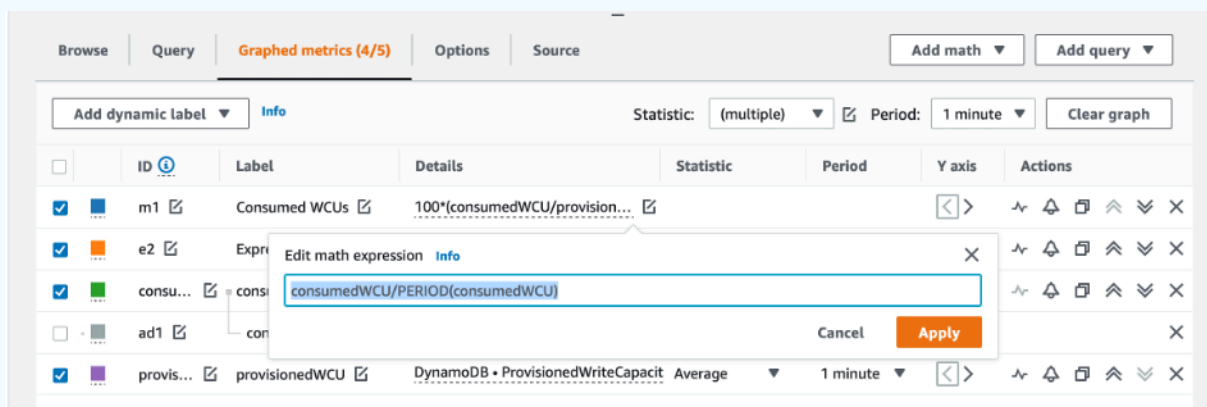 Browse Query Graphed metrics (4/5) Options Source Add math Add query
Add dynamic label Info Statistic: (multiple) Period: 1 minute Clear graph
ID Label Details Statistic Period Y axis Actions
m1 Consumed WCUs 100*(consumedWCU/provision...
e2 Expre
Edit math expression Info
consu... consu
consumedWCU/PERIOD(consumedWCU)
ad1 con
Cancel Apply
provis... provisionedWCU DynamoDB • ProvisionedWriteCapacit Average 1 minute